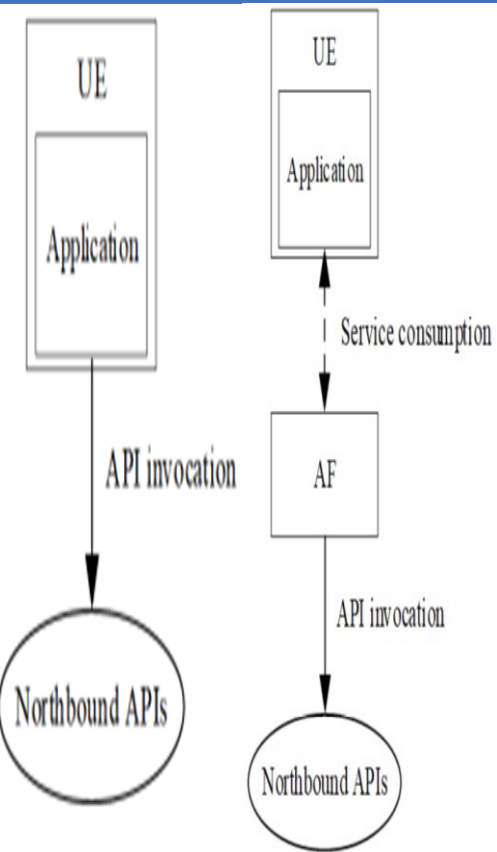 UE
Application
API invocation
Northbound APIs
UE
Application
Service consumption
AF
API invocation
Northbound APIs